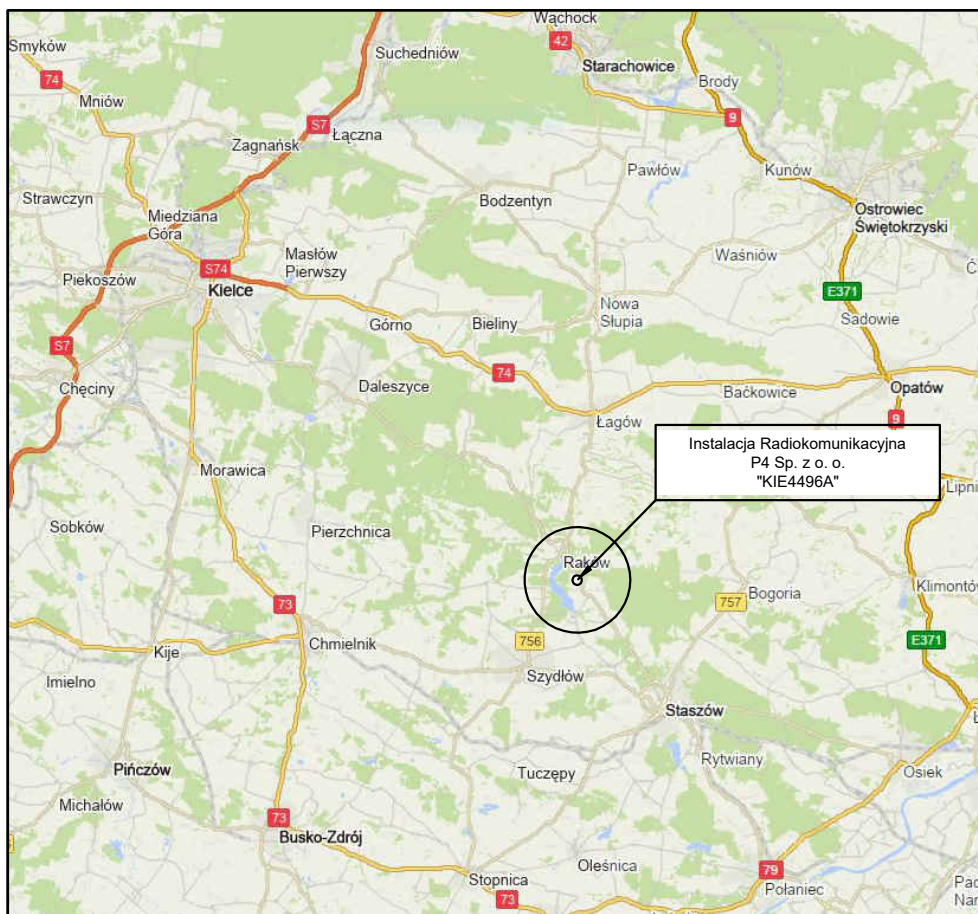 Wąchock
Smyków
42
Suchedniów
Starachowice
74
Brody
Mniów
9
S7
Łączna
Zagnańsk
Pawłów
Kunów
Strawczyn
Bodzentyn
Miedziana
Góra
Ostrowiec
Świętokrzyski
Masłów
Pierwszy
Waśniów
S74
Piekoszów
Kielce
E371
Nowa
Słupia
Górno
Bieliny
Sadowie
S7
74
Chęciny
Daleszyce
Baćkowice
Opatów
Łagów
9
Instalacja Radiokomunikacyjna
P4 Sp. z o. o.
"KIE4496A"
Morawica
Lipni
Sobków
Pierzchnica
Raków
Klimontów
73
757
Bogoria
756
E371
Chmielnik
Kije
Imielno
Szydłów
Staszów
Rytwiany
Pińczów
Tuczępy
Osiek
Michałów
73
Busko-Zdrój
Oleśnica
79
Stopnica
Połaniec
73
Pac
Nar